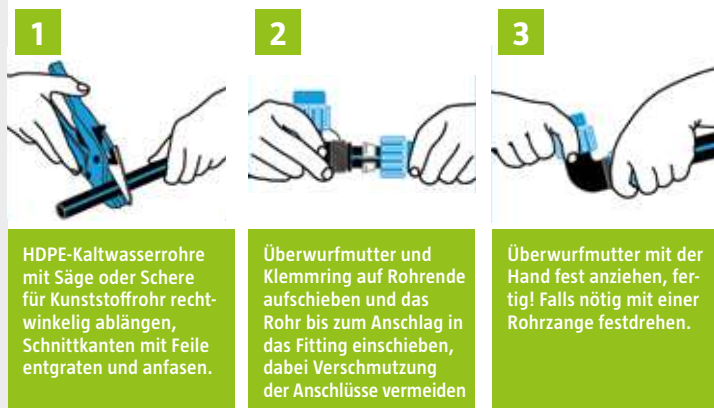 1
HDPE-Kaltwasserrohre
mit Säge oder Schere
für Kunststoffrohr recht-
winkelig ablängen,
Schnittkanten mit Feile
entgraten und anfasen.
2
Überwurfmutter und
Klemmring auf Rohrende
aufschieben und das
Rohr bis zum Anschlag in
das Fitting einschieben,
dabei Verschmutzung
der Anschlüsse vermeiden
3
Überwurfmutter mit der
Hand fest anziehen, fer-
tig! Falls nötig mit einer
Rohrzange festdrehen.